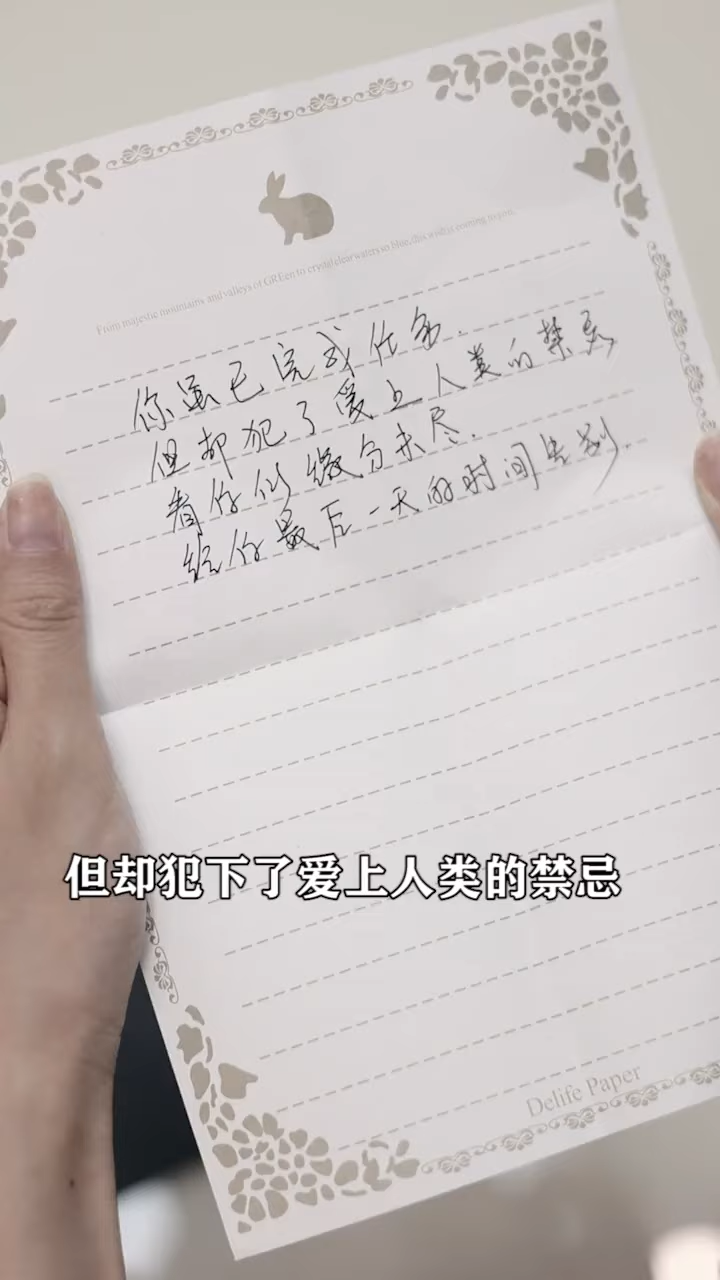 From majestic mountains and valleys of GREen to crystal clear waters so blue, this wish is coming to you.
你虽已完成任务.
但却犯了爱上人类的禁忌
看你们缘分未尽.
给你最后一天的时间告别.
但却犯下了爱上人类的禁忌
Delife Paper